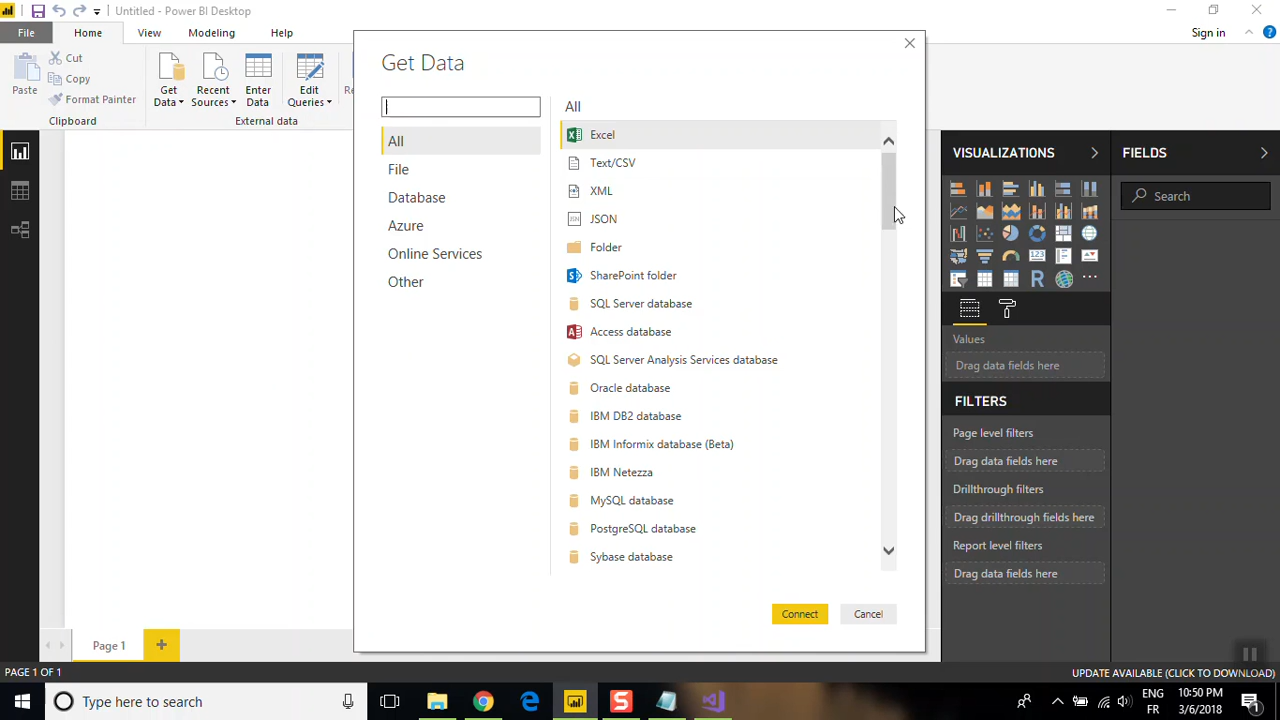 Untitled - Power BI Desktop
File
Home
View
Modeling
Help
Sign in
Paste
Cut
Copy
Format Painter
Clipboard
Get Data
Recent Sources
Enter Data
Edit Queries
External data
Get Data
All
File
Database
Azure
Online Services
Other
All
Excel
Text/CSV
XML
JSON
Folder
SharePoint folder
SQL Server database
Access database
SQL Server Analysis Services database
Oracle database
IBM DB2 database
IBM Informix database (Beta)
IBM Netezza
MySQL database
PostgreSQL database
Sybase database
Connect
Cancel
VISUALIZATIONS
FIELDS
Search
Values
Drag data fields here
FILTERS
Page level filters
Drag data fields here
Drillthrough filters
Drag drillthrough fields here
Report level filters
Drag data fields here
Page 1
PAGE 1 OF 1
UPDATE AVAILABLE (CLICK TO DOWNLOAD)
Type here to search
ENG
FR
10:50 PM
3/6/2018